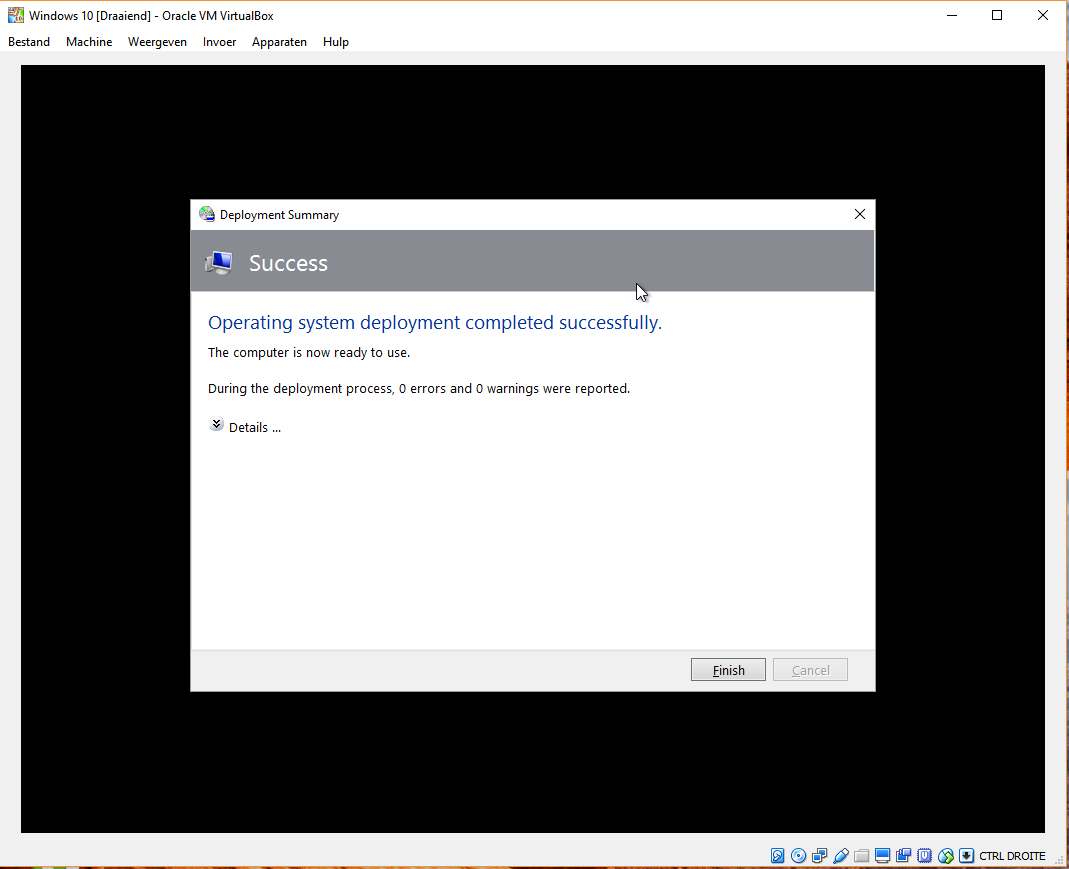 Windows 10 [Draaiend] - Oracle VM VirtualBox
Bestand Machine Weergeven Invoer Apparaten Hulp
Deployment Summary
Success
Operating system deployment completed successfully.
The computer is now ready to use.
During the deployment process, 0 errors and 0 warnings were reported.
Details ...
Finish Cancel
CTRL DROITE